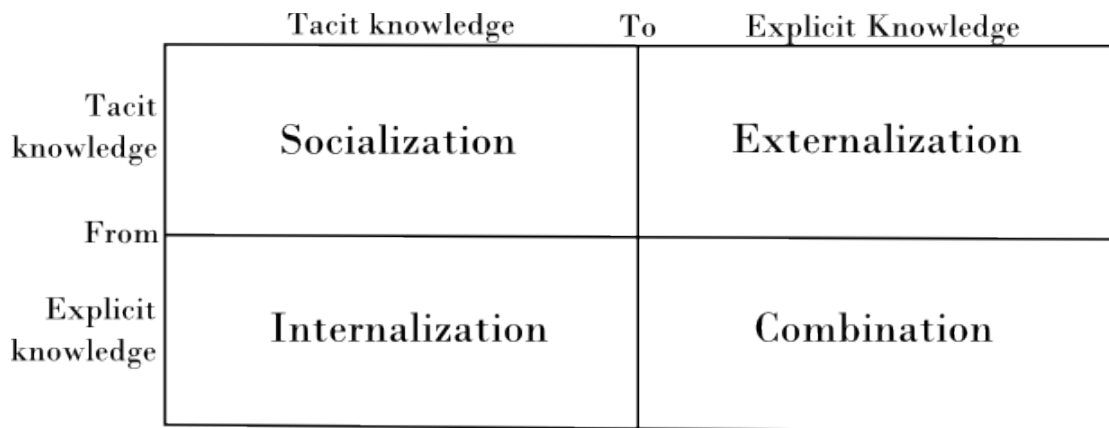 Tacit knowledge To Explicit Knowledge
Tacit
knowledge
Socialization Externalization
From
Explicit
knowledge
Internalization Combination